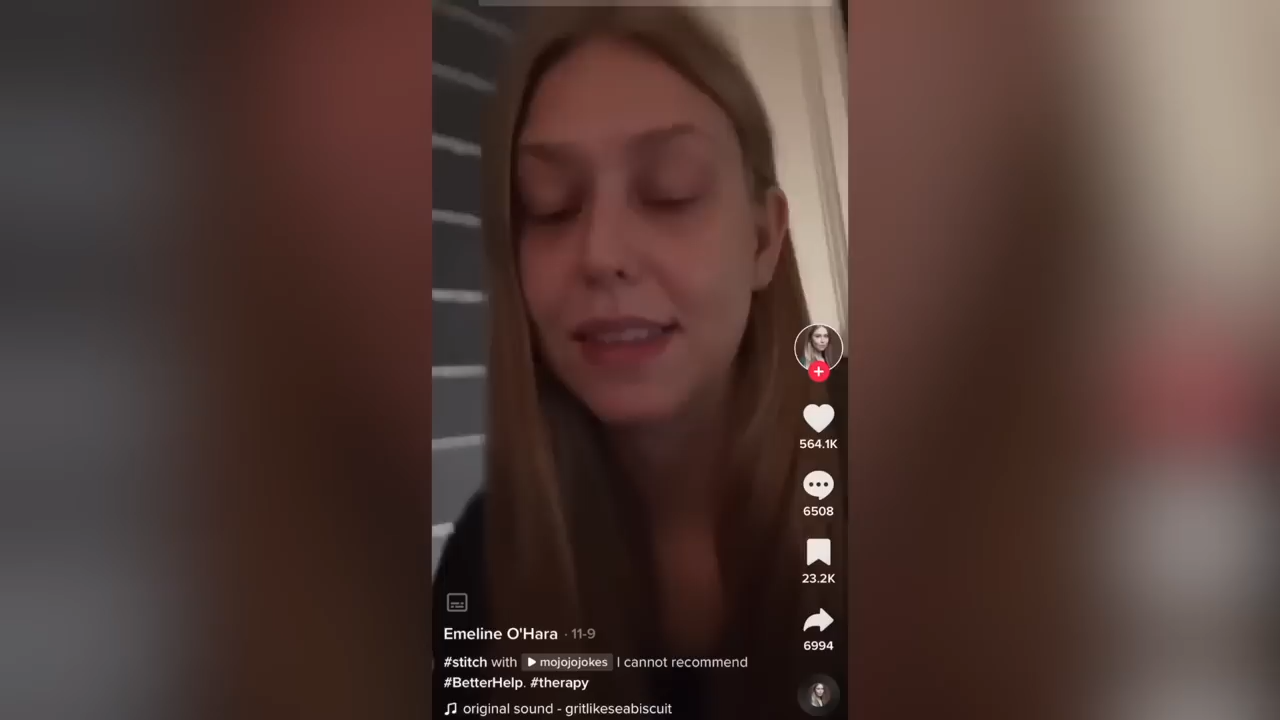 564.1K
6508
23.2K
6994
Emeline O'Hara · 11-9
#stitch with mojojojokes I cannot recommend
#BetterHelp. #therapy
original sound - gritlikeseabiscuit